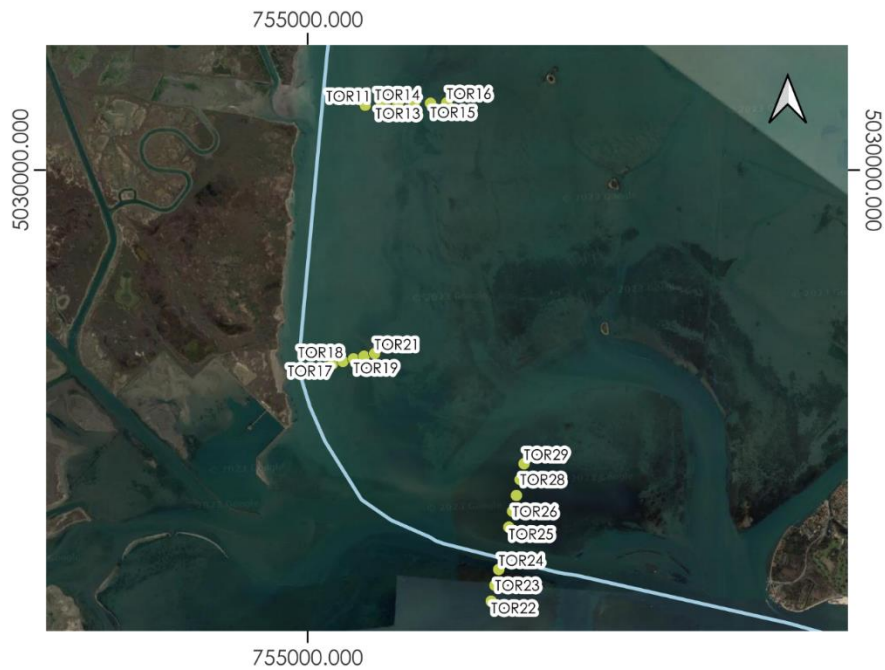 755000.000
TOR11
TOR14
TOR16
TOR13
TOR15
5030000.000
5030000.000
TOR18
TOR21
TOR17
TOR19
TOR29
TOR28
TOR26
TOR25
TOR24
TOR23
TOR22
755000.000